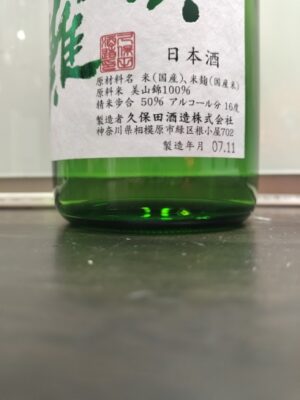 雄
日本酒
原材料名 米(国産)、米麹(国産米)
原料米 美山錦100%
精米歩合 50% アルコール分 16度
製造者 久保田酒造株式会社
神奈川県相模原市緑区根小屋702
製造年月 07.11